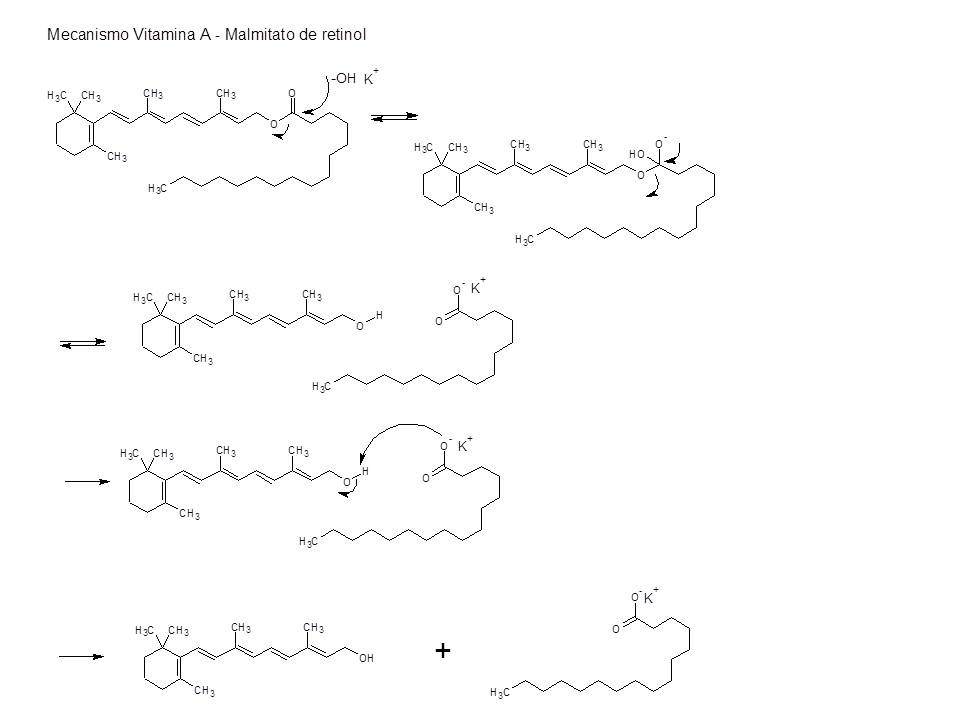 Mecanismo Vitamina A - Malmitato de retinol
H₃C CH₃ CH₃ CH₃ O -OH K⁺
O
CH₃
H₃C
H₃C CH₃ CH₃ CH₃ HO O⁻
O
CH₃
H₃C
H₃C CH₃ CH₃ CH₃ O⁻ K⁺
O H O
CH₃
H₃C
H₃C CH₃ CH₃ CH₃ O⁻ K⁺
O H O
CH₃
H₃C
H₃C CH₃ CH₃ CH₃ O⁻ K⁺
O
OH +
CH₃
H₃C